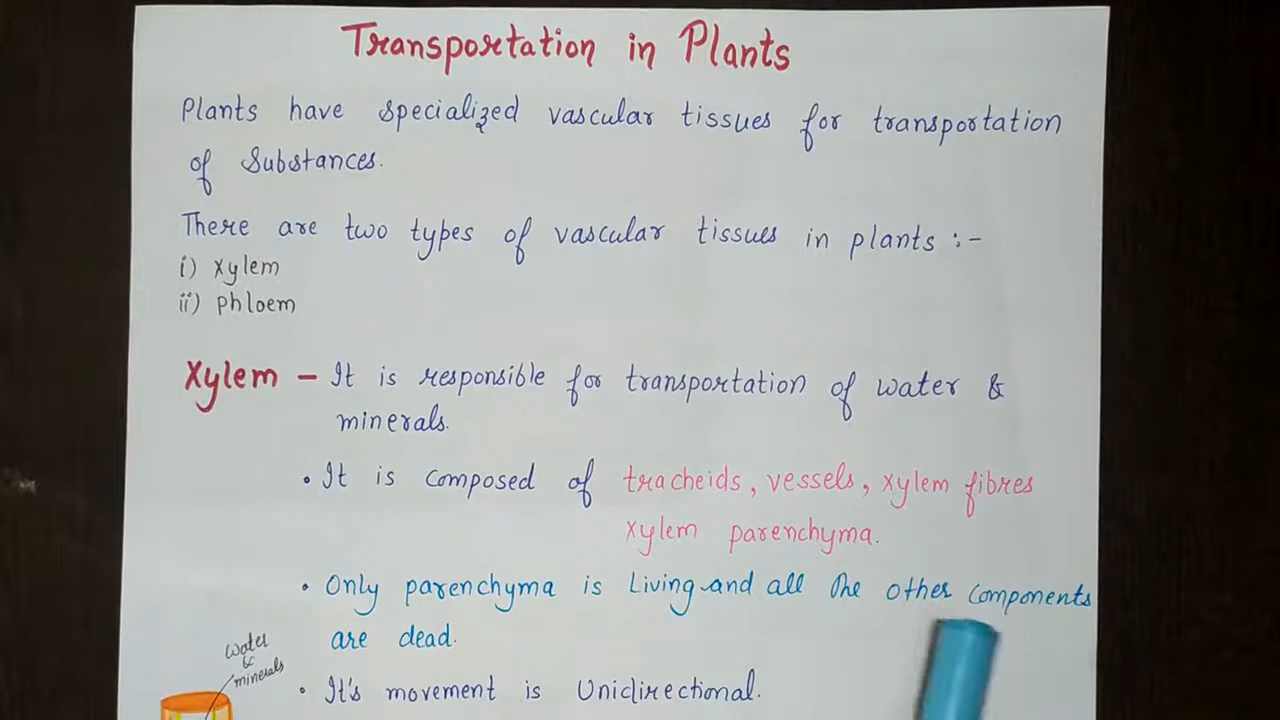 Transportation in Plants
Plants have specialized vascular tissues for transportation
of Substances.
There are two types of vascular tissues in plants :-
i) xylem
ii) phloem
Xylem – It is responsible for transportation of water &
minerals.
• It is composed of tracheids, vessels, xylem fibres
xylem parenchyma.
• Only parenchyma is Living and all the other components
are dead.
water
&
minerals
• It's movement is Unidirectional.